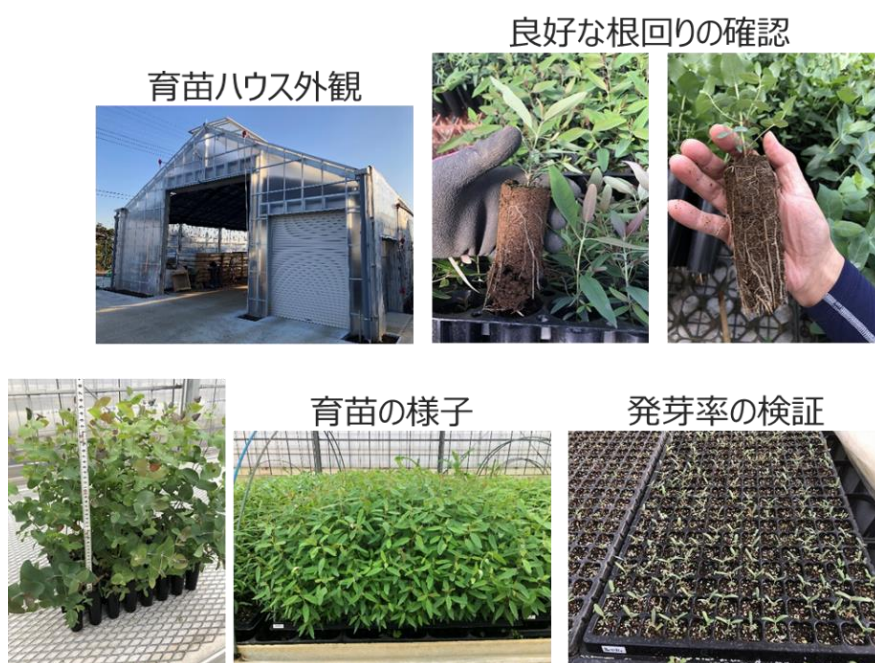 良好な根回りの確認
育苗ハウス外観
育苗の様子
発芽率の検証